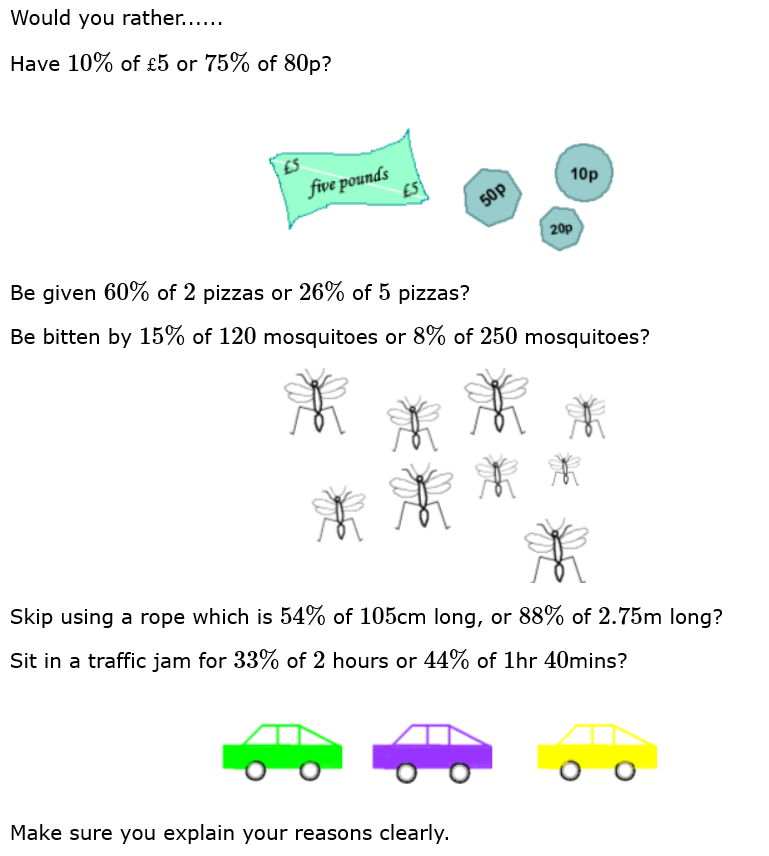 Would you rather......
Have 10% of £5 or 75% of 80p?
£5
five pounds
£5
50p
10p
20p
Be given 60% of 2 pizzas or 26% of 5 pizzas?
Be bitten by 15% of 120 mosquitoes or 8% of 250 mosquitoes?
Skip using a rope which is 54% of 105cm long, or 88% of 2.75m long?
Sit in a traffic jam for 33% of 2 hours or 44% of 1hr 40mins?
Make sure you explain your reasons clearly.